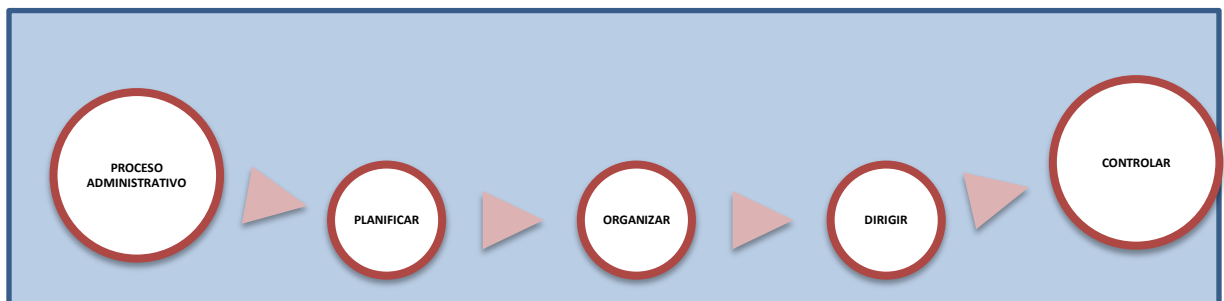 PROCESO
ADMINISTRATIVO
PLANIFICAR
ORGANIZAR
DIRIGIR
CONTROLAR